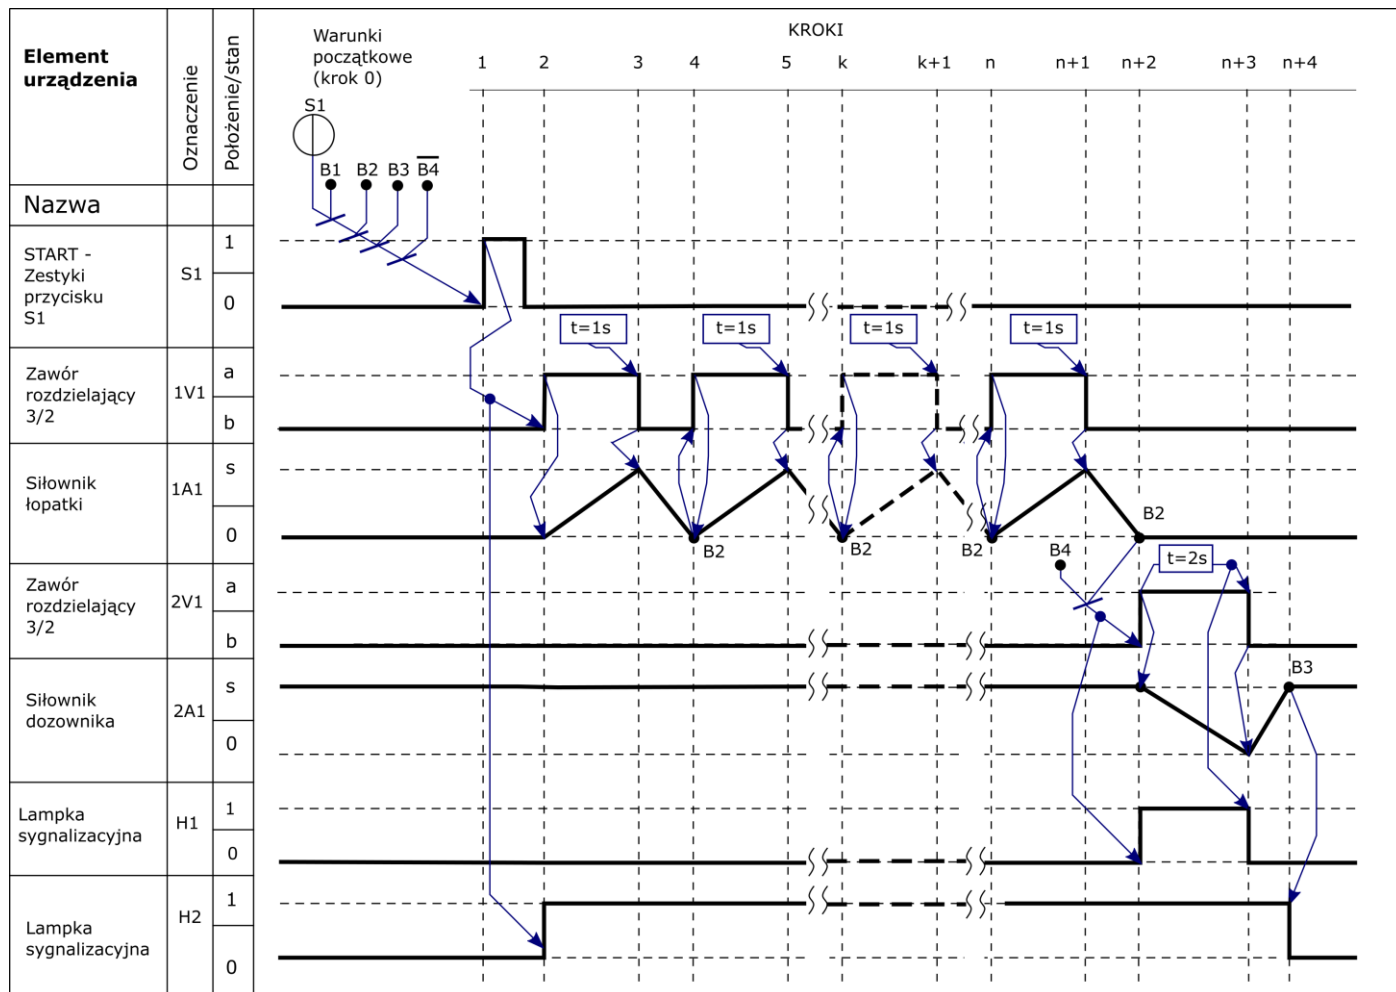 Element
urządzenia
Oznaczenie
Położenie/stan
Warunki
początkowe
(krok 0)
KROKI
1 2 3 4 5 k k+1 n n+1 n+2 n+3 n+4
S1
B1 B2 B3 B4̅
Nazwa
START -
Zestyki
przycisku
S1
S1
1
0
t=1s t=1s t=1s t=1s
Zawór
rozdzielający
3/2
1V1
a
b
Siłownik
łopatki
1A1
s
0
B2 B2 B2 B2
Zawór
rozdzielający
3/2
2V1
a
b
B4
t=2s
Siłownik
dozownika
2A1
s
0
B3
Lampka
sygnalizacyjna
H1
1
0
Lampka
sygnalizacyjna
H2
1
0